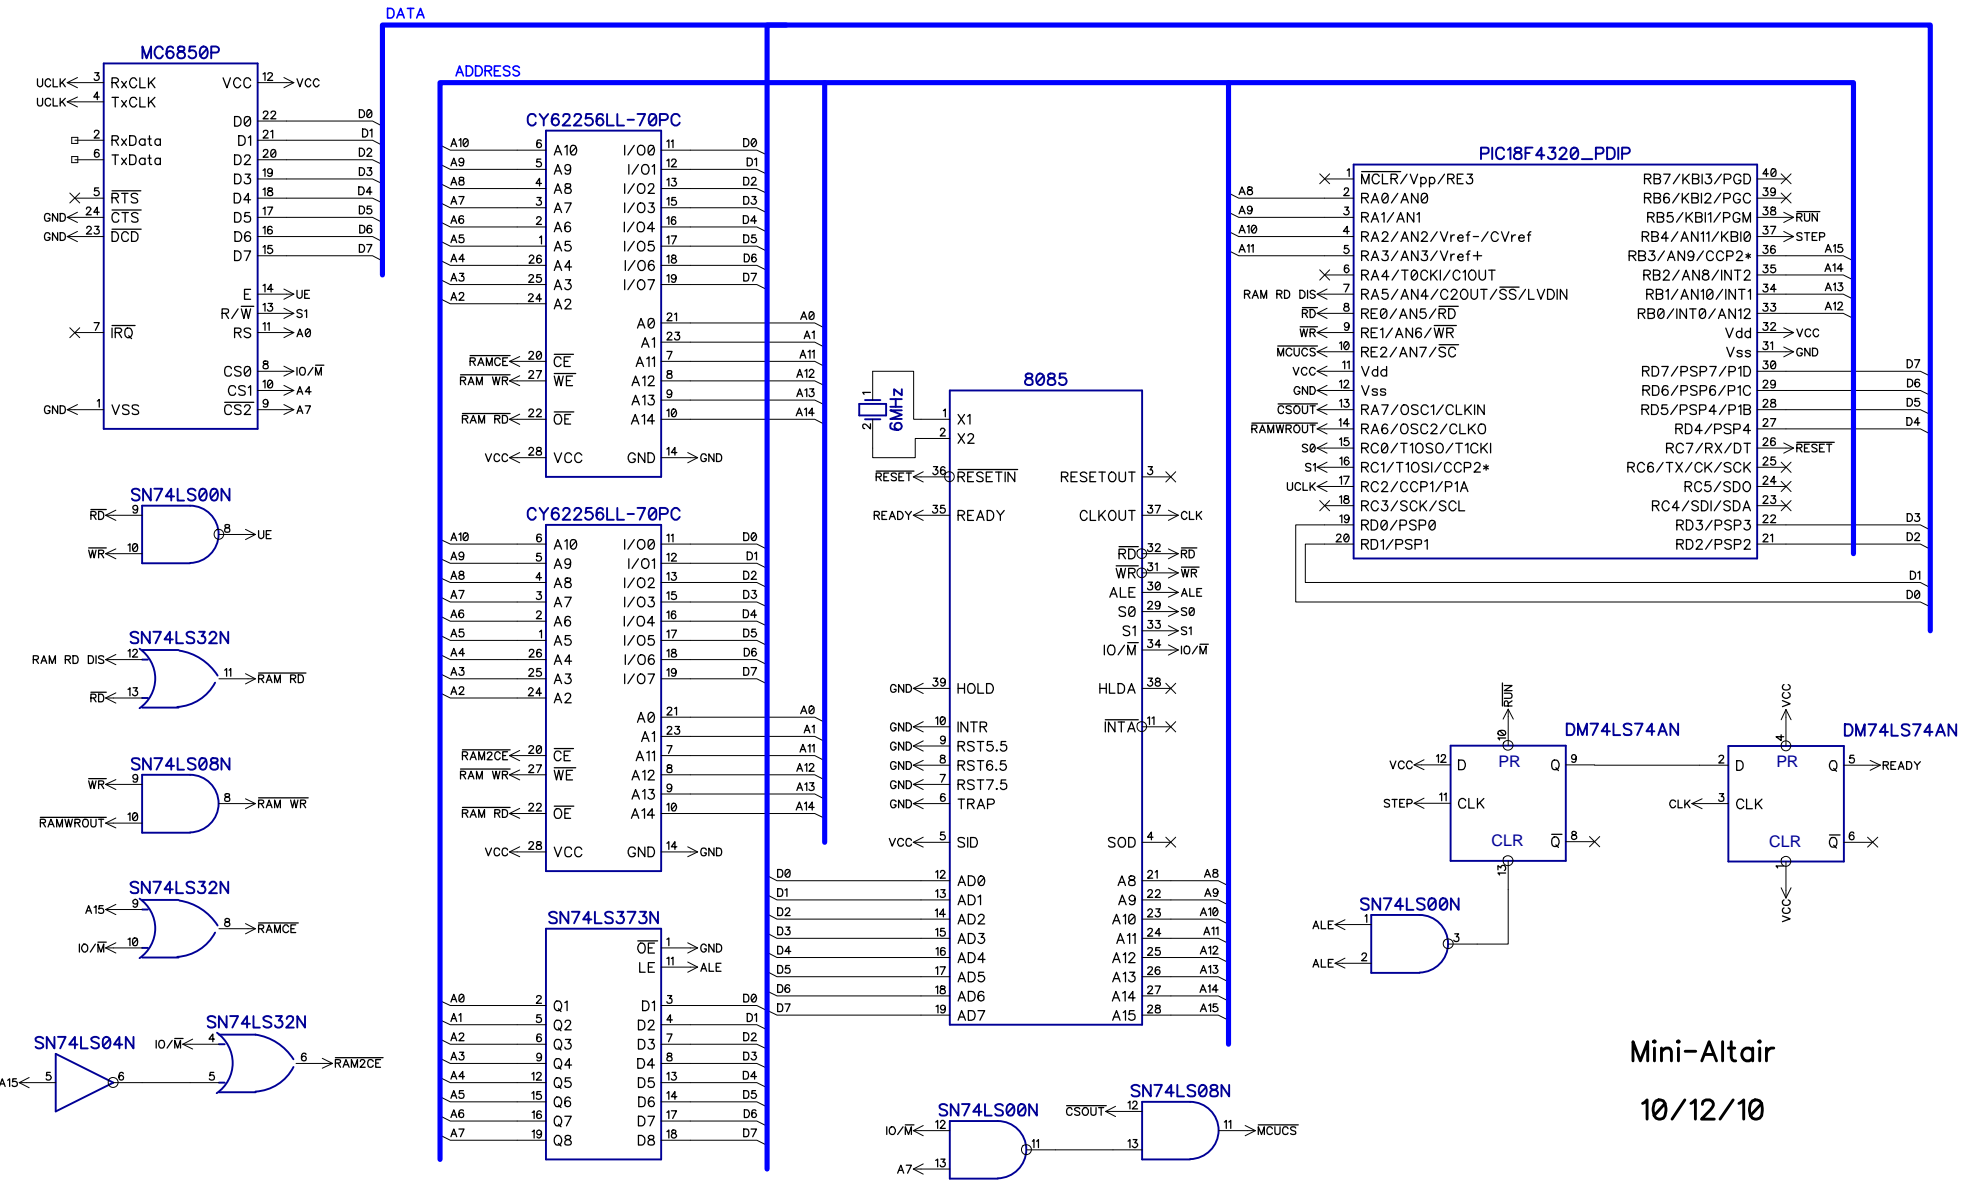 DATA
ADDRESS
MC6850P
UCLK 3 RxCLK VCC 12 VCC
UCLK 4 TxCLK
D0 22 D0
2 RxData D1 21 D1
6 TxData D2 20 D2
D3 19 D3
5 RTS D4 18 D4
GND 24 CTS D5 17 D5
GND 23 DCD D6 16 D6
D7 15 D7
E 14 UE
R/W 13 S1
7 IRQ RS 11 A0
CS0 8 IO/M
CS1 10 A4
GND 1 VSS CS2 9 A7
SN74LS00N
RD 9
8 UE
WR 10
SN74LS32N
RAM RD DIS 12
11 RAM RD
RD 13
SN74LS08N
WR 9
8 RAM WR
RAMWROUT 10
SN74LS32N
A15 9
8 RAMCE
IO/M 10
SN74LS32N
IO/M 4
6 RAM2CE
5
SN74LS04N
A15 5 6
CY62256LL-70PC
A10 6 A10 I/O0 11 D0
A9 5 A9 I/O1 12 D1
A8 4 A8 I/O2 13 D2
A7 3 A7 I/O3 15 D3
A6 2 A6 I/O4 16 D4
A5 1 A5 I/O5 17 D5
A4 26 A4 I/O6 18 D6
A3 25 A3 I/O7 19 D7
A2 24 A2
A0 21 A0
A1 23 A1
RAMCE 20 CE A11 7 A11
RAM WR 27 WE A12 8 A12
A13 9 A13
RAM RD 22 OE A14 10 A14
VCC 28 VCC GND 14 GND
CY62256LL-70PC
A10 6 A10 I/O0 11 D0
A9 5 A9 I/O1 12 D1
A8 4 A8 I/O2 13 D2
A7 3 A7 I/O3 15 D3
A6 2 A6 I/O4 16 D4
A5 1 A5 I/O5 17 D5
A4 26 A4 I/O6 18 D6
A3 25 A3 I/O7 19 D7
A2 24 A2
A0 21 A0
A1 23 A1
RAM2CE 20 CE A11 7 A11
RAM WR 27 WE A12 8 A12
A13 9 A13
RAM RD 22 OE A14 10 A14
VCC 28 VCC GND 14 GND
SN74LS373N
OE 1 GND
LE 11 ALE
A0 2 Q1 D1 3 D0
A1 5 Q2 D2 4 D1
A2 6 Q3 D3 7 D2
A3 9 Q4 D4 8 D3
A4 12 Q5 D5 13 D4
A5 15 Q6 D6 14 D5
A6 16 Q7 D7 17 D6
A7 19 Q8 D8 18 D7
8085
1 2 6MHz
1 X1
2 X2
RESET 36 RESETIN RESETOUT 3
READY 35 READY CLKOUT 37 CLK
RD 32 RD
WR 31 WR
ALE 30 ALE
S0 29 S0
S1 33 S1
IO/M 34 IO/M
GND 39 HOLD HLDA 38
GND 10 INTR INTA 11
GND 9 RST5.5
GND 8 RST6.5
GND 7 RST7.5
GND 6 TRAP
VCC 5 SID SOD 4
D0 12 AD0 A8 21 A8
D1 13 AD1 A9 22 A9
D2 14 AD2 A10 23 A10
D3 15 AD3 A11 24 A11
D4 16 AD4 A12 25 A12
D5 17 AD5 A13 26 A13
D6 18 AD6 A14 27 A14
D7 19 AD7 A15 28 A15
SN74LS00N
IO/M 12
11
A7 13
SN74LS08N
CSOUT 12
11 MCUCS
13
PIC18F4320_PDIP
1 MCLR/Vpp/RE3 RB7/KBI3/PGD 40
A8 2 RA0/AN0 RB6/KBI2/PGC 39
A9 3 RA1/AN1 RB5/KBI1/PGM 38 RUN
A10 4 RA2/AN2/Vref-/CVref RB4/AN11/KBI0 37 STEP
A11 5 RA3/AN3/Vref+ RB3/AN9/CCP2* 36 A15
6 RA4/T0CKI/C1OUT RB2/AN8/INT2 35 A14
RAM RD DIS 7 RA5/AN4/C2OUT/SS/LVDIN RB1/AN10/INT1 34 A13
RD 8 RE0/AN5/RD RB0/INT0/AN12 33 A12
WR 9 RE1/AN6/WR Vdd 32 VCC
MCUCS 10 RE2/AN7/SC Vss 31 GND
VCC 11 Vdd RD7/PSP7/P1D 30 D7
GND 12 Vss RD6/PSP6/P1C 29 D6
CSOUT 13 RA7/OSC1/CLKIN RD5/PSP4/P1B 28 D5
RAMWROUT 14 RA6/OSC2/CLKO RD4/PSP4 27 D4
S0 15 RC0/T1OSO/T1CKI RC7/RX/DT 26 RESET
S1 16 RC1/T1OSI/CCP2* RC6/TX/CK/SCK 25
UCLK 17 RC2/CCP1/P1A RC5/SDO 24
18 RC3/SCK/SCL RC4/SDI/SDA 23
19 RD0/PSP0 RD3/PSP3 22 D3
20 RD1/PSP1 RD2/PSP2 21 D2
D1
D0
RUN
10
DM74LS74AN
VCC 12 D PR Q 9
STEP 11 CLK
CLR Q 8
13
VCC
4
DM74LS74AN
2 D PR Q 5 READY
CLK 3 CLK
CLR Q 6
1
VCC
SN74LS00N
ALE 1
3
ALE 2
Mini-Altair
10/12/10